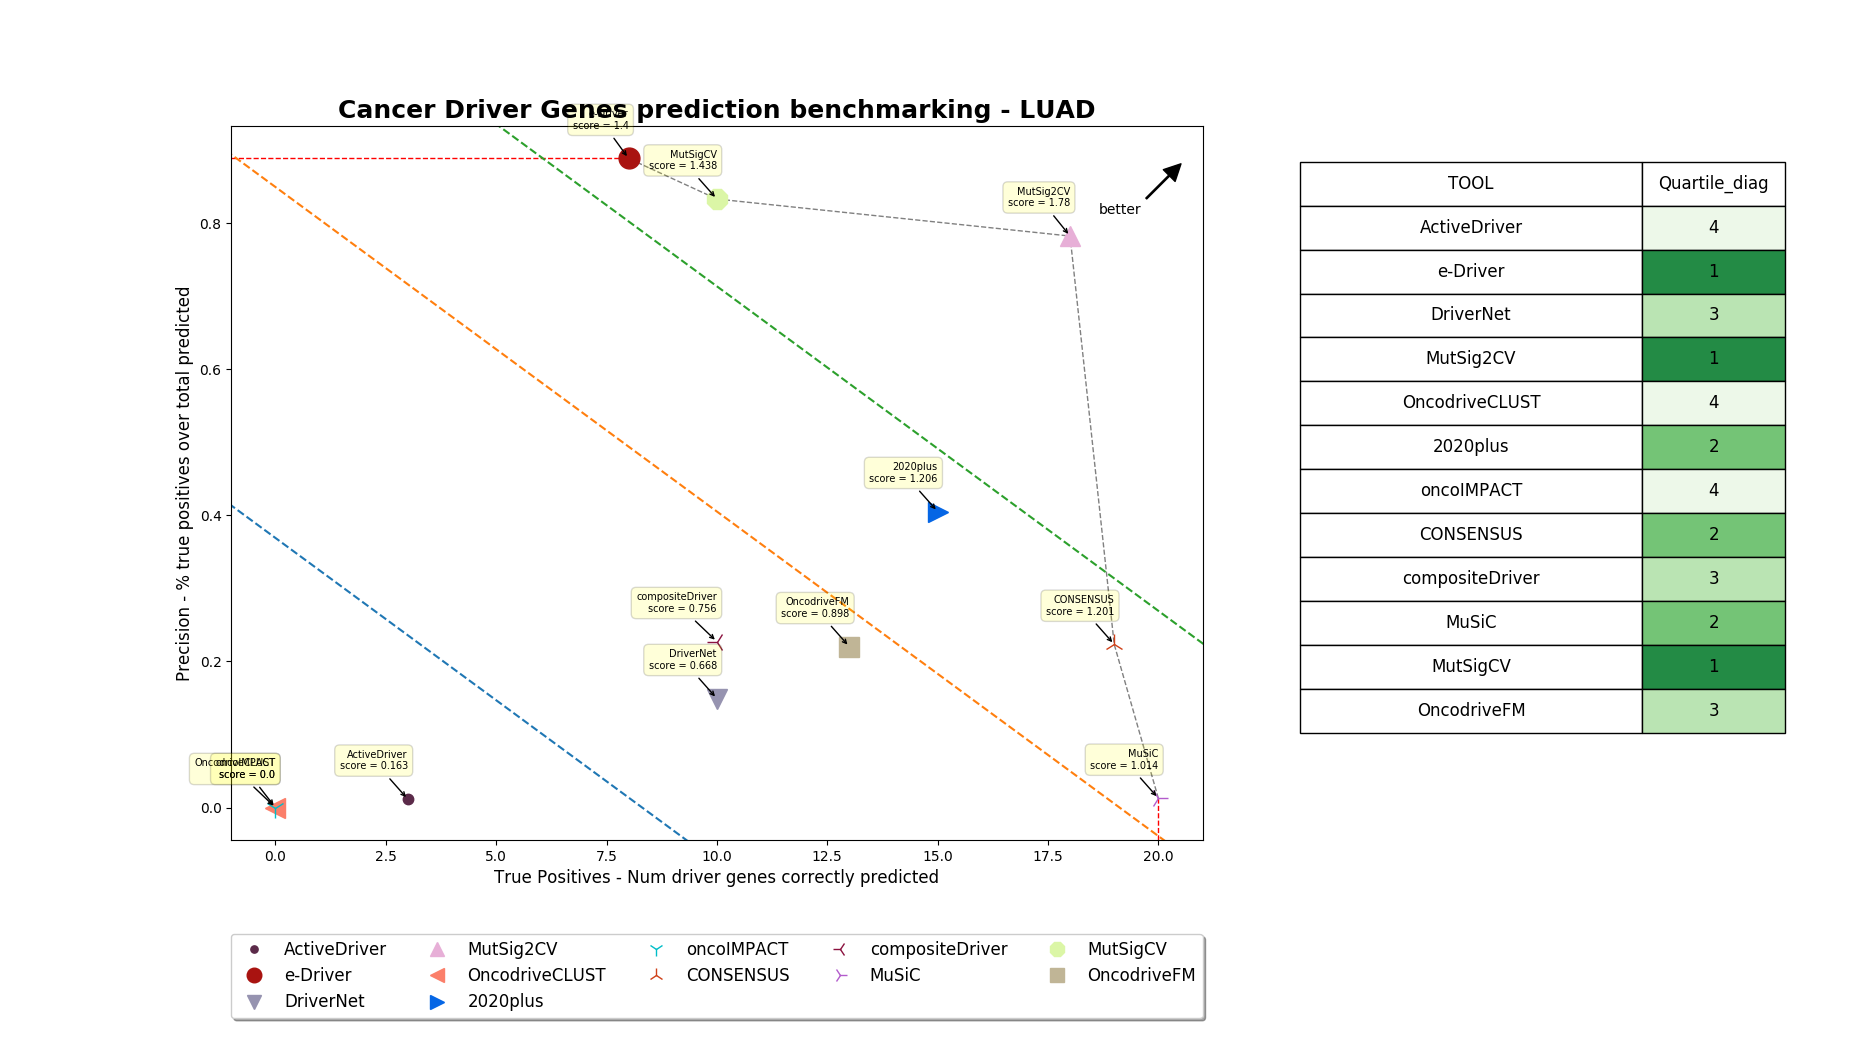 Cancer Driver Genes prediction benchmarking - LUAD
score = 1.4
MutSigCV
score = 1.438
MutSig2CV
score = 1.78
better
2020plus
score = 1.206
compositeDriver
score = 0.756
OncodriveFM
score = 0.898
CONSENSUS
score = 1.201
DriverNet
score = 0.668
ActiveDriver
score = 0.163
MuSiC
score = 1.014
score = 0.0
Precision - % true positives over total predicted
0.8
0.6
0.4
0.2
0.0
0.0 2.5 5.0 7.5 10.0 12.5 15.0 17.5 20.0
True Positives - Num driver genes correctly predicted
ActiveDriver MutSig2CV oncoIMPACT compositeDriver MutSigCV
e-Driver OncodriveCLUST CONSENSUS MuSiC OncodriveFM
DriverNet 2020plus
TOOL Quartile_diag
ActiveDriver 4
e-Driver 1
DriverNet 3
MutSig2CV 1
OncodriveCLUST 4
2020plus 2
oncoIMPACT 4
CONSENSUS 2
compositeDriver 3
MuSiC 2
MutSigCV 1
OncodriveFM 3